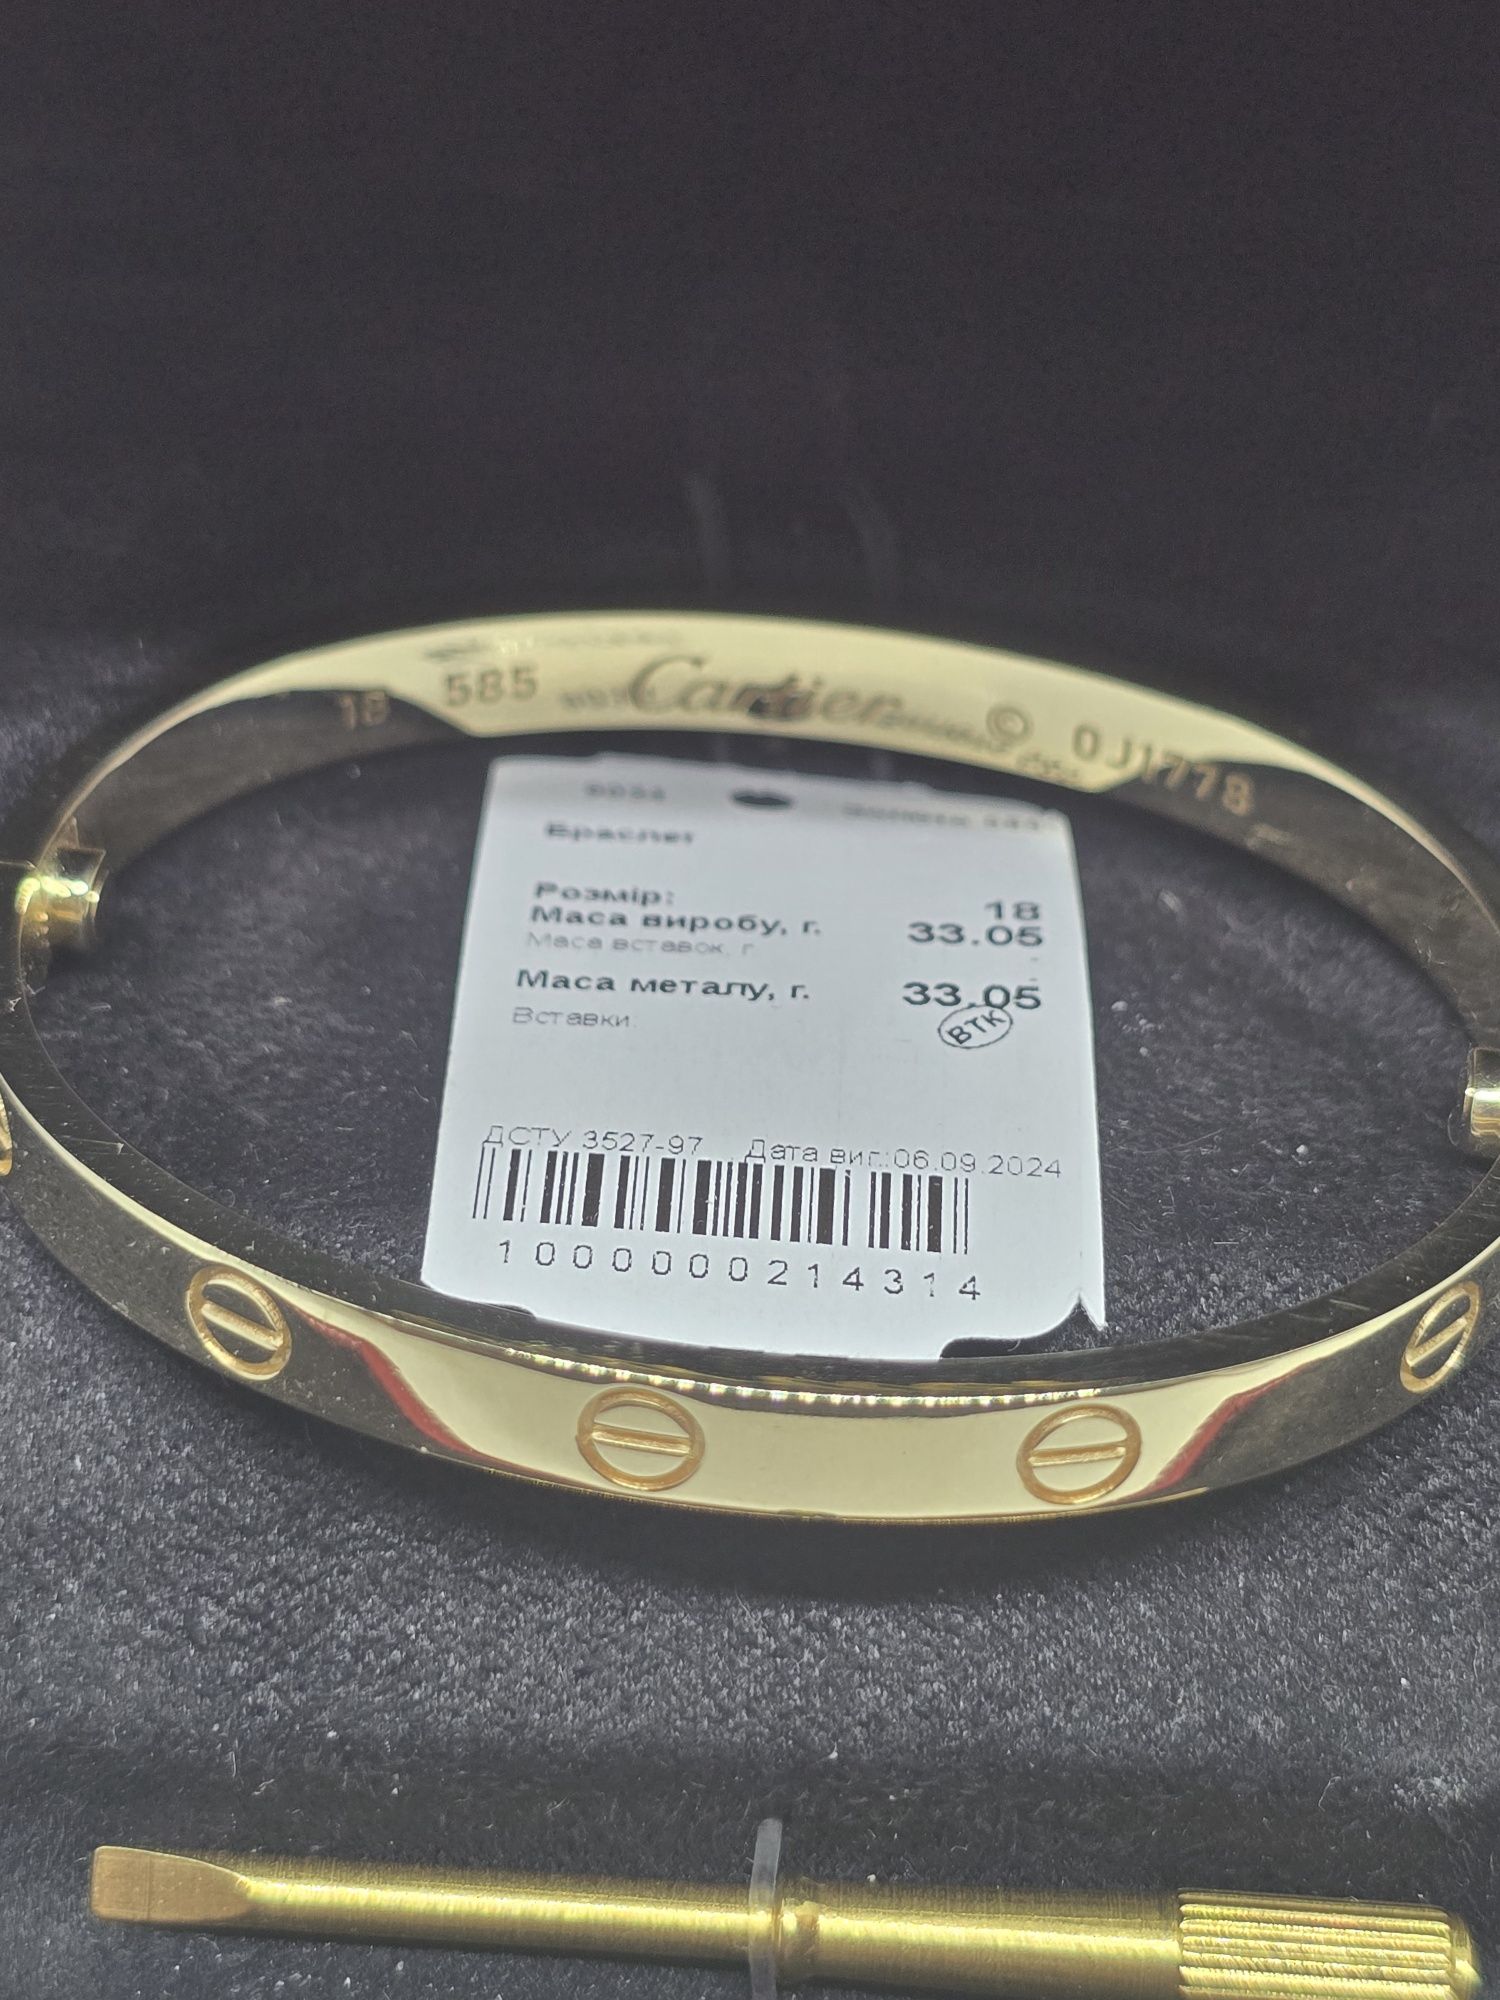 18 585 Cartier © 0J1778
Браслет
Розмір: 18
Маса виробу, г. 33.05
Маса вставок, г. -
Маса металу, г. 33.05
Вставки:
ВТК
ДСТУ 3527-97 Дата виг.:06.09.2024
1000000214314